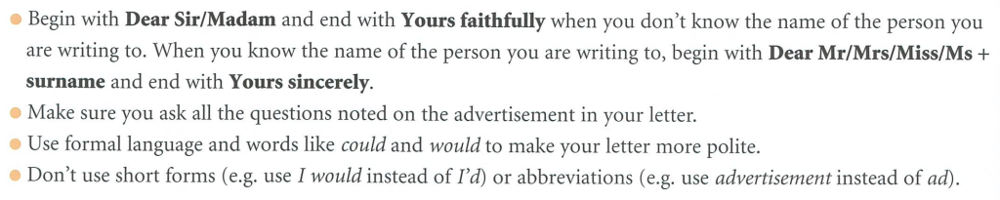 ● Begin with Dear Sir/Madam and end with Yours faithfully when you don't know the name of the person you
are writing to. When you know the name of the person you are writing to, begin with Dear Mr/Mrs/Miss/Ms +
surname and end with Yours sincerely.
● Make sure you ask all the questions noted on the advertisement in your letter.
● Use formal language and words like could and would to make your letter more polite.
● Don't use short forms (e.g. use I would instead of I'd) or abbreviations (e.g. use advertisement instead of ad).